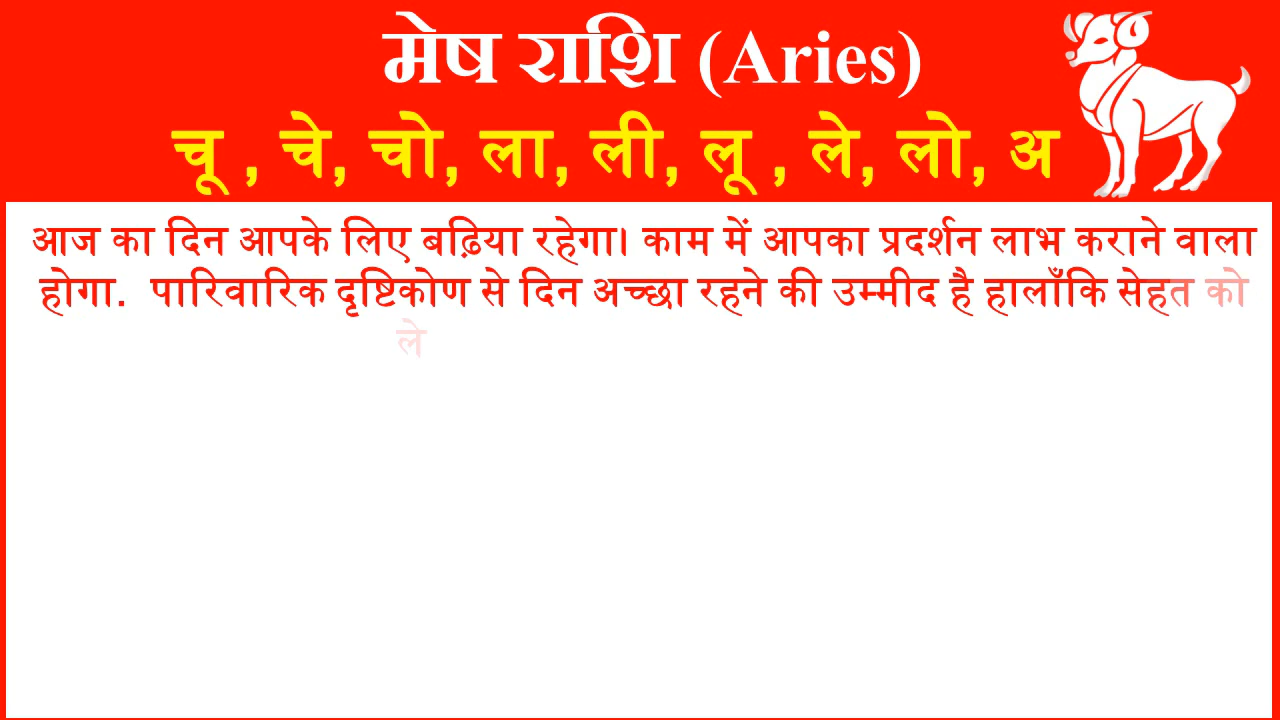 मेष राशि (Aries)
चू , चे, चो, ला, ली, लू , ले, लो, अ
आज का दिन आपके लिए बढ़िया रहेगा। काम में आपका प्रदर्शन लाभ कराने वाला
होगा.  पारिवारिक दृष्टिकोण से दिन अच्छा रहने की उम्मीद है हालाँकि सेहत को
ले